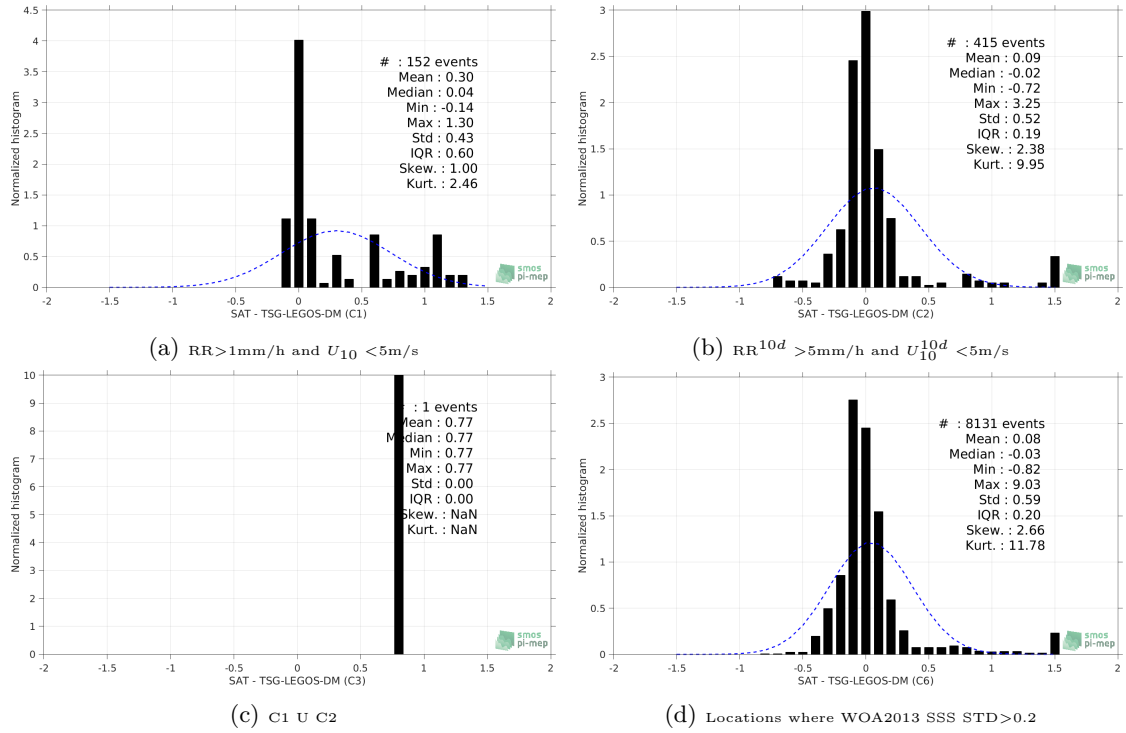 4.5
4
3.5
3
2.5
2
1.5
1
0.5
0
Normalized histogram
# : 152 events
Mean : 0.30
Median : 0.04
Min : -0.14
Max : 1.30
Std : 0.43
IQR : 0.60
Skew. : 1.00
Kurt. : 2.46
smos
pi-mep
-2 -1.5 -1 -0.5 0 0.5 1 1.5 2
SAT - TSG-LEGOS-DM (C1)
(a) RR>1mm/h and U10 <5m/s
3
2.5
2
1.5
1
0.5
0
Normalized histogram
# : 415 events
Mean : 0.09
Median : -0.02
Min : -0.72
Max : 3.25
Std : 0.52
IQR : 0.19
Skew. : 2.38
Kurt. : 9.95
smos
pi-mep
-2 -1.5 -1 -0.5 0 0.5 1 1.5 2
SAT - TSG-LEGOS-DM (C2)
(b) RR^10d >5mm/h and U_10^10d <5m/s
10
9
8
7
6
5
4
3
2
1
0
Normalized histogram
: 1 events
Mean : 0.77
Median : 0.77
Min : 0.77
Max : 0.77
Std : 0.00
IQR : 0.00
Skew. : NaN
Kurt. : NaN
smos
pi-mep
-2 -1.5 -1 -0.5 0 0.5 1 1.5 2
SAT - TSG-LEGOS-DM (C3)
(c) C1 U C2
3
2.5
2
1.5
1
0.5
0
Normalized histogram
# : 8131 events
Mean : 0.08
Median : -0.03
Min : -0.82
Max : 9.03
Std : 0.59
IQR : 0.20
Skew. : 2.66
Kurt. : 11.78
smos
pi-mep
-2 -1.5 -1 -0.5 0 0.5 1 1.5 2
SAT - TSG-LEGOS-DM (C6)
(d) Locations where WOA2013 SSS STD>0.2